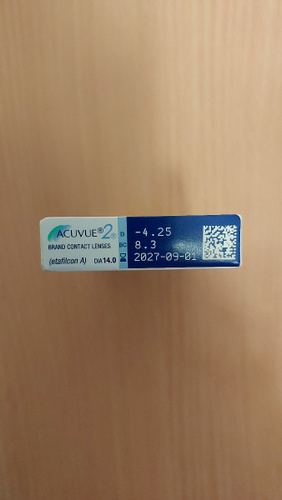 ACUVUE®2® D -4.25
BRAND CONTACT LENSES BC 8.3
(etafilcon A) DIA 14.0 2027-09-01